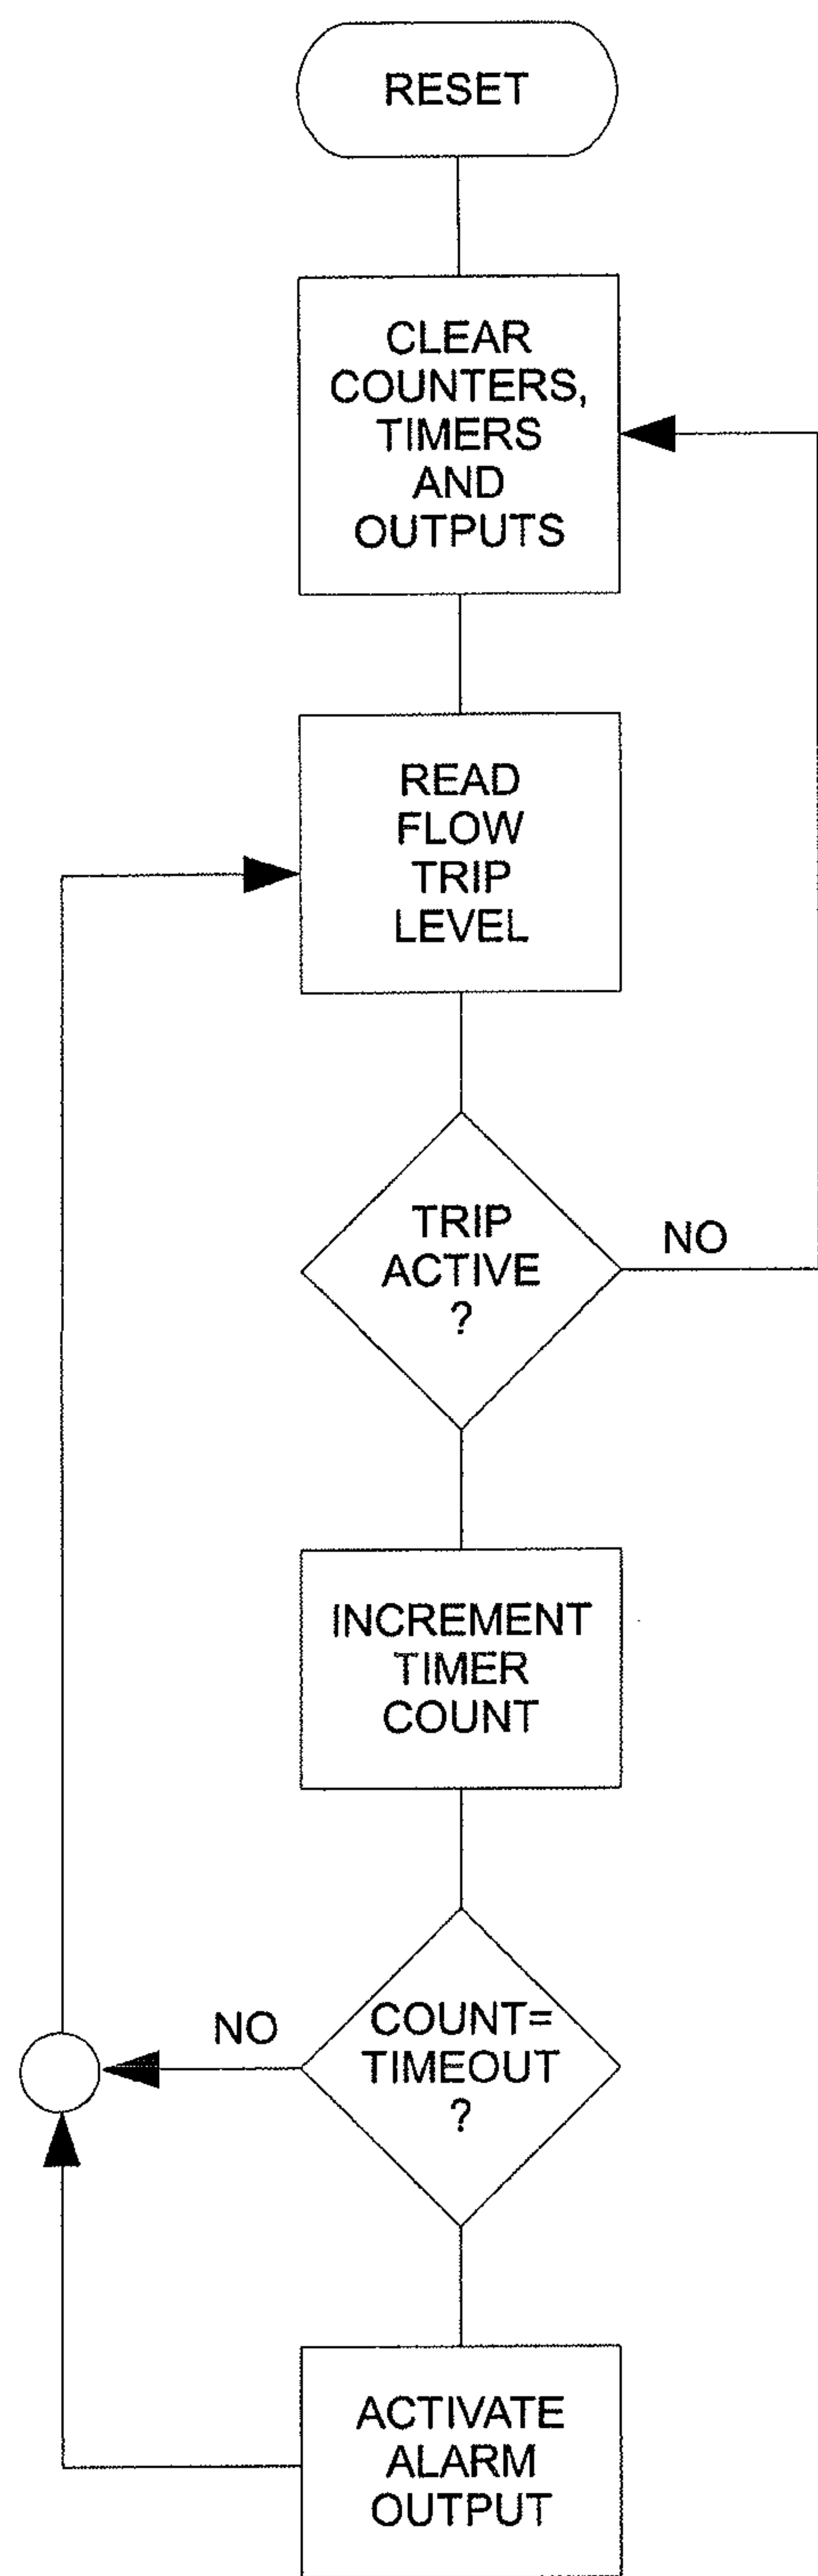 RESET
CLEAR
COUNTERS,
TIMERS
AND
OUTPUTS
READ
FLOW
TRIP
LEVEL
TRIP
ACTIVE
?
NO
INCREMENT
TIMER
COUNT
COUNT=
TIMEOUT
?
NO
ACTIVATE
ALARM
OUTPUT